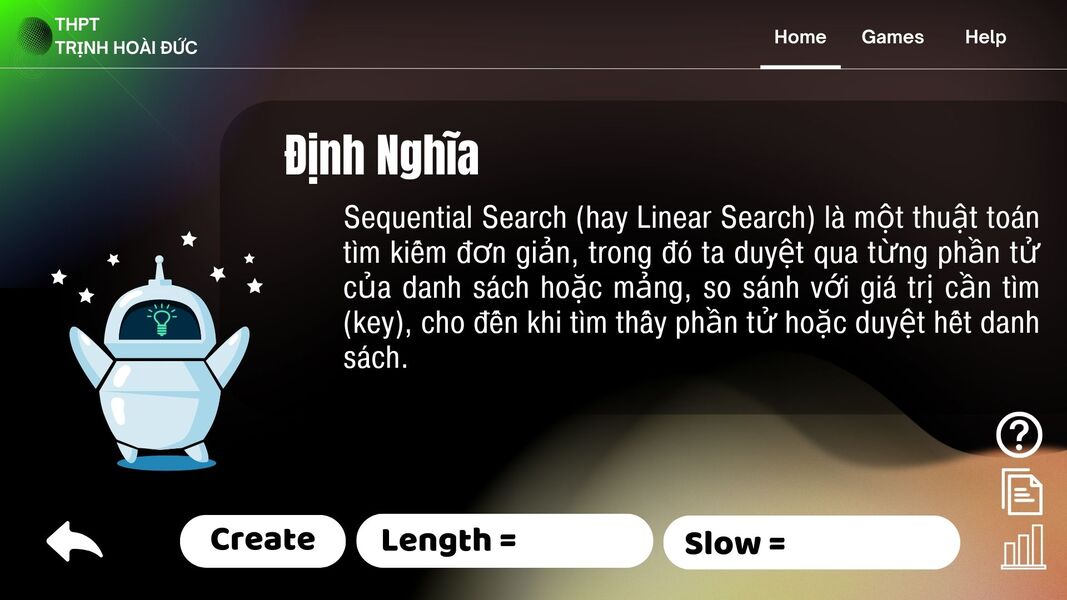 THPT
TRỊNH HOÀI ĐỨC
Home Games Help
Định Nghĩa
Sequential Search (hay Linear Search) là một thuật toán
tìm kiếm đơn giản, trong đó ta duyệt qua từng phần tử
của danh sách hoặc mảng, so sánh với giá trị cần tìm
(key), cho đến khi tìm thấy phần tử hoặc duyệt hết danh
sách.
Create Length = Slow =